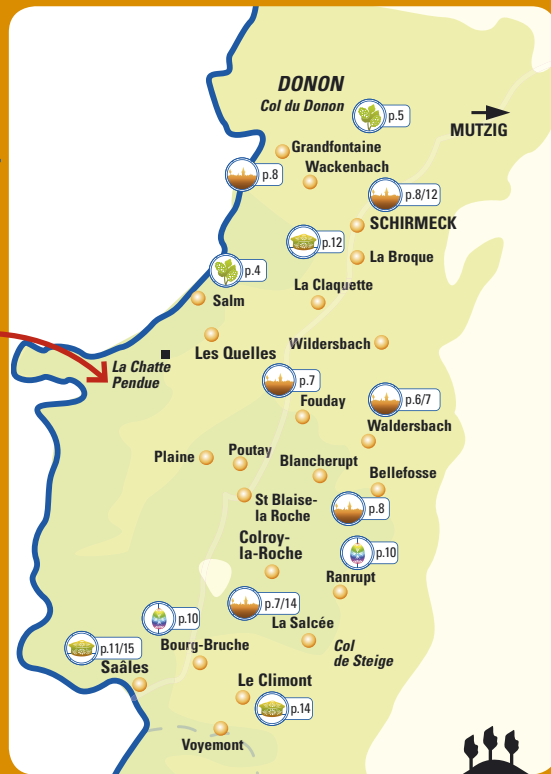 DONON
Col du Donon
p.5
MUTZIG
Grandfontaine
p.8
Wackenbach
p.8/12
SCHIRMECK
p.12
La Broque
p.4
La Claquette
Salm
Les Quelles
Wildersbach
La Chatte
Pendue
p.7
Fouday
p.6/7
Waldersbach
Plaine
Poutay
Blancherupt
Bellefosse
St Blaise-
la Roche
p.8
Colroy-
la-Roche
p.10
Ranrupt
p.7/14
p.10
La Salcée
Bourg-Bruche
Col
de Steige
p.11/15
Saâles
Le Climont
p.14
Voyemont